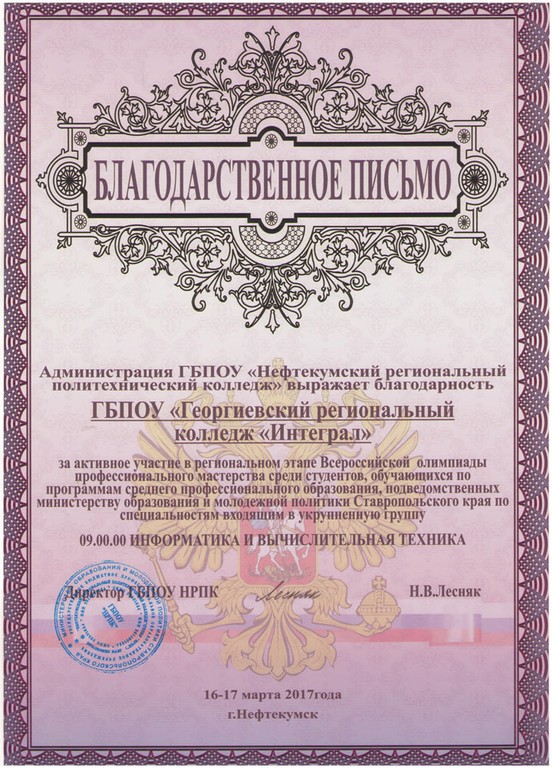 БЛАГОДАРСТВЕННОЕ ПИСЬМО
Администрация ГБПОУ «Нефтекумский региональный
политехнический колледж» выражает благодарность
ГБПОУ «Георгиевский региональный
колледж «Интеграл»
за активное участие в региональном этапе Всероссийской олимпиады
профессионального мастерства среди студентов, обучающихся по
программам среднего профессионального образования, подведомственных
министерству образования и молодежной политики Ставропольского края по
специальностям входящим в укрупненную группу
09.00.00 ИНФОРМАТИКА И ВЫЧИСЛИТЕЛЬНАЯ ТЕХНИКА
Директор ГБПОУ НРПК Н.В.Лесняк
ГБПОУ
16-17 марта 2017года
г.Нефтекумск